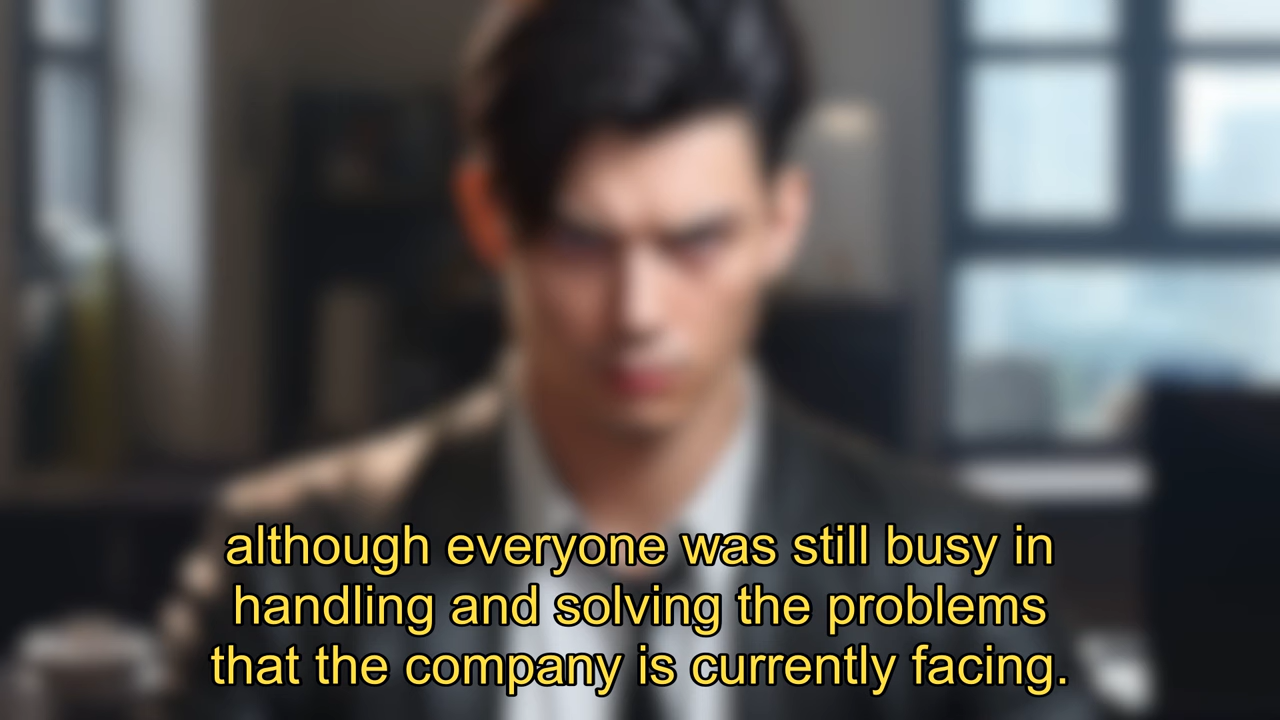 although everyone was still busy in
handling and solving the problems
that the company is currently facing.